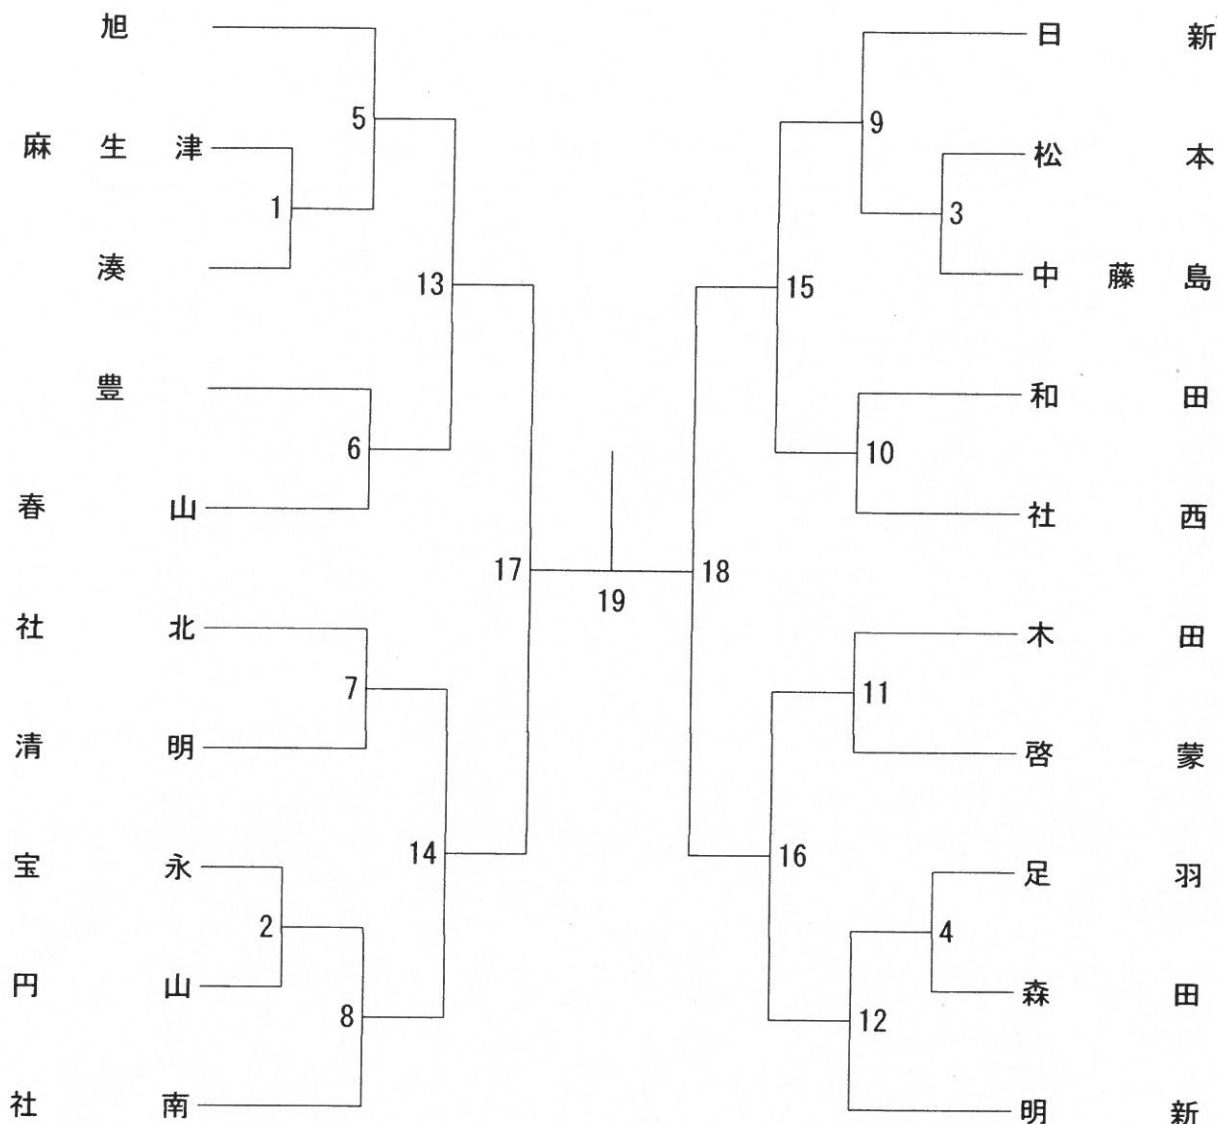 旭
麻生津
湊
豊
春山
社北
清明
宝永
円山
社南
1
2
5
6
7
8
13
14
17
19
18
15
16
9
10
11
12
3
4
日新
松本
中藤島
和田
社西
木田
啓蒙
足羽
森田
明新